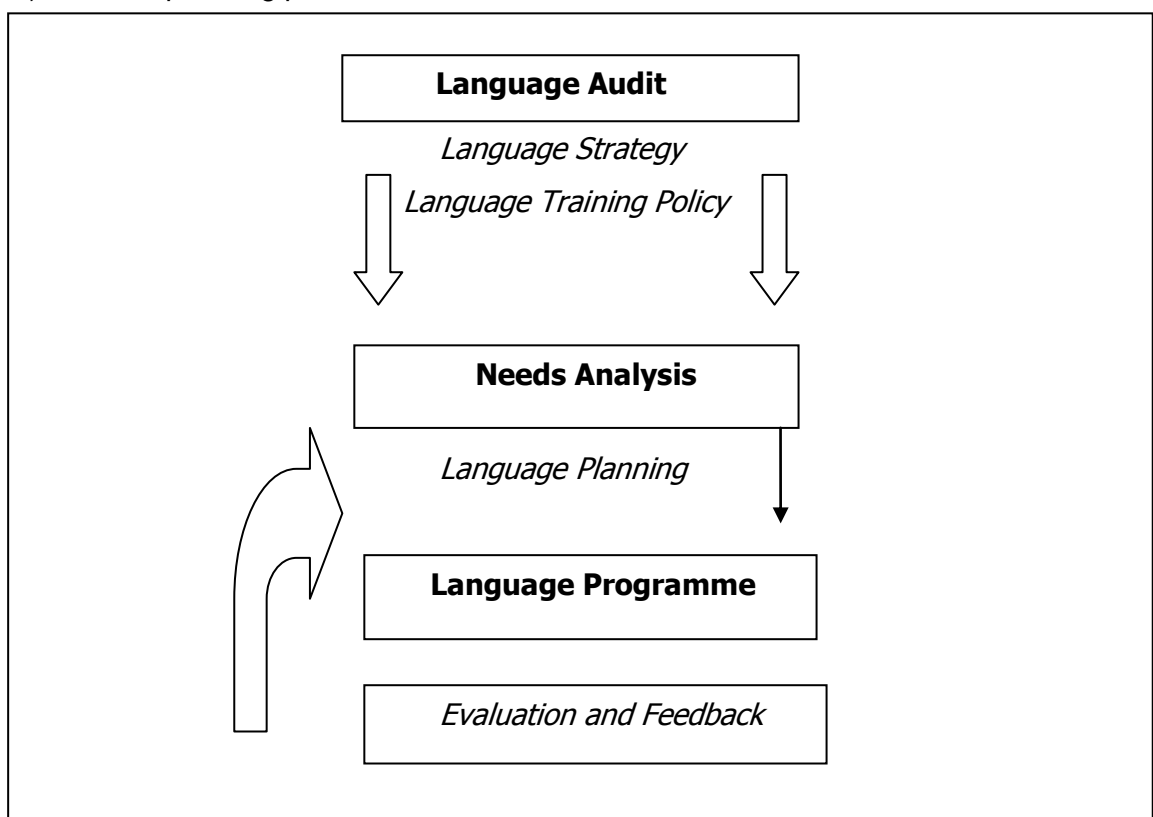 Language Audit
Language Strategy
Language Training Policy
Needs Analysis
Language Planning
Language Programme
Evaluation and Feedback